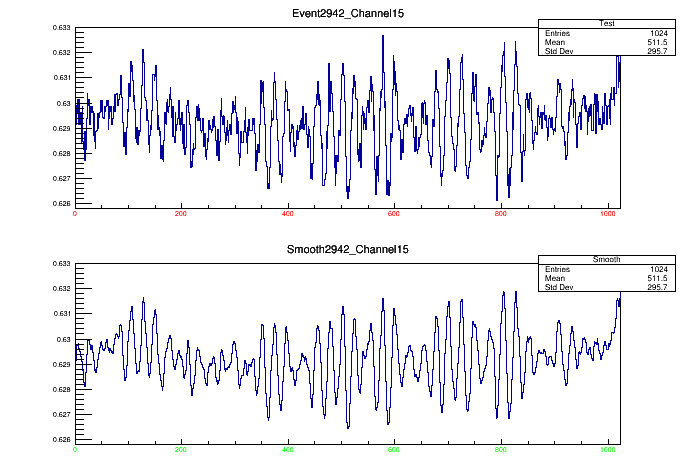 Event2942_Channel15
Test
Entries 1024
Mean 511.5
Std Dev 295.7
0.633
0.632
0.631
0.63
0.629
0.628
0.627
0.626
0 200 400 600 800 1000
Smooth2942_Channel15
Smooth
Entries 1024
Mean 511.5
Std Dev 295.7
0.633
0.632
0.631
0.63
0.629
0.628
0.627
0.626
0 200 400 600 800 1000